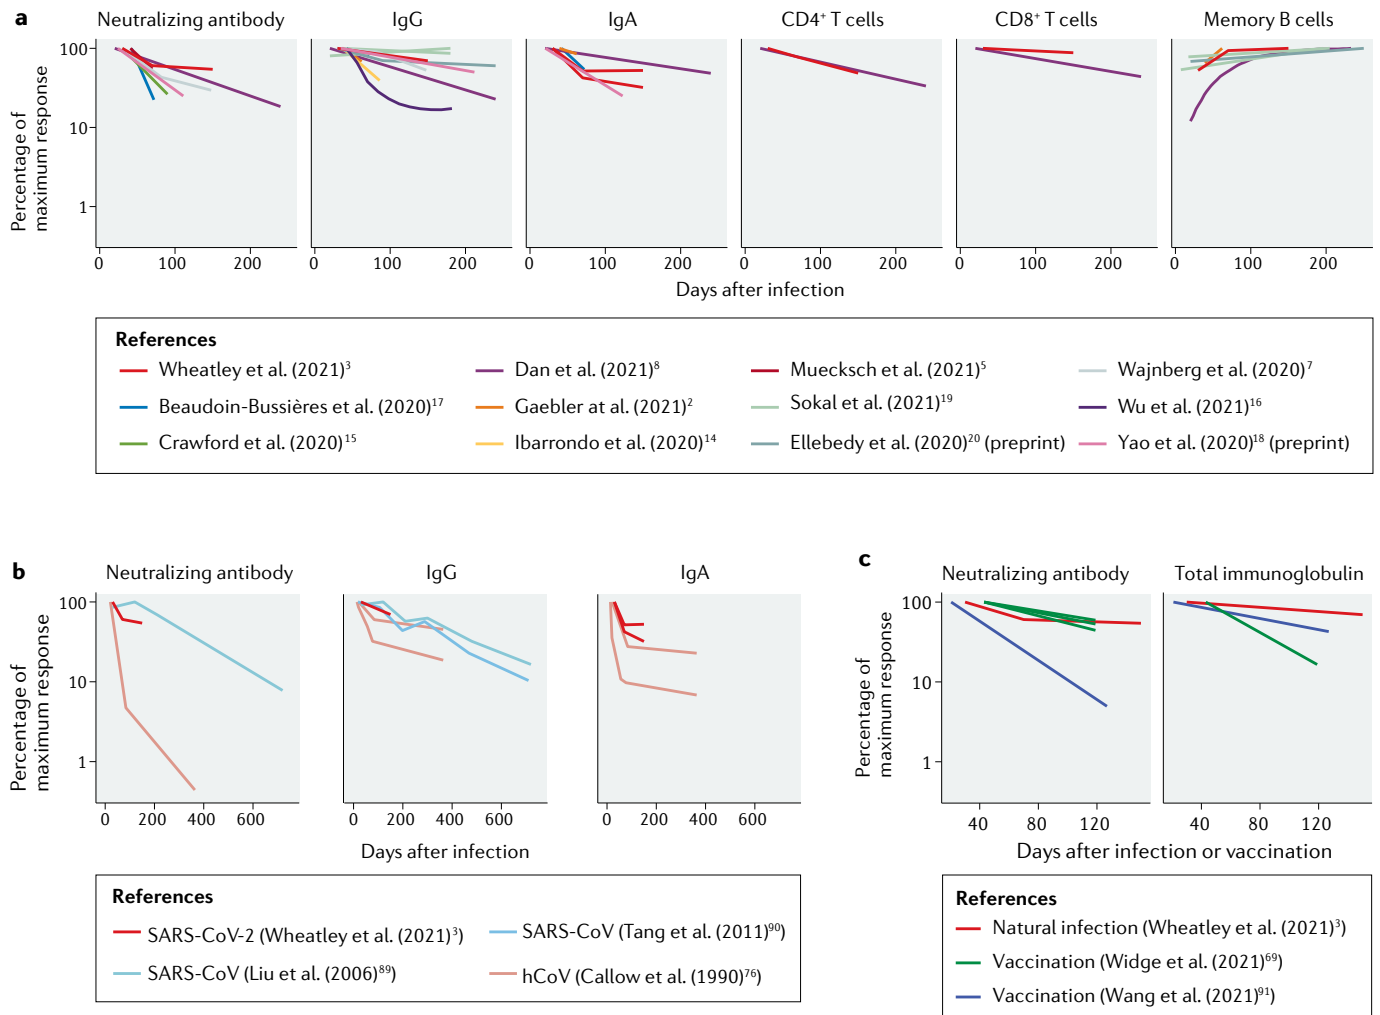 a
Neutralizing antibody
IgG
IgA
CD4⁺ T cells
CD8⁺ T cells
Memory B cells
Percentage of
maximum response
100
10
1
0 100 200
0 100 200
0 100 200
0 100 200
0 100 200
0 100 200
Days after infection
References
Wheatley et al. (2021)³
Dan et al. (2021)⁸
Muecksch et al. (2021)⁵
Wajnberg et al. (2020)⁷
Beaudoin-Bussières et al. (2020)¹⁷
Gaebler at al. (2021)²
Sokal et al. (2021)¹⁹
Wu et al. (2021)¹⁶
Crawford et al. (2020)¹⁵
Ibarrondo et al. (2020)¹⁴
Ellebedy et al. (2020)²⁰ (preprint)
Yao et al. (2020)¹⁸ (preprint)
b
Neutralizing antibody
IgG
IgA
Percentage of
maximum response
100
10
1
0 200 400 600
0 200 400 600
0 200 400 600
Days after infection
References
SARS-CoV-2 (Wheatley et al. (2021)³)
SARS-CoV (Tang et al. (2011)⁹⁰)
SARS-CoV (Liu et al. (2006)⁸⁹)
hCoV (Callow et al. (1990)⁷⁶)
c
Neutralizing antibody
Total immunoglobulin
Percentage of
maximum response
100
10
1
40 80 120
40 80 120
Days after infection or vaccination
References
Natural infection (Wheatley et al. (2021)³)
Vaccination (Widge et al. (2021)⁶⁹)
Vaccination (Wang et al. (2021)⁹¹)